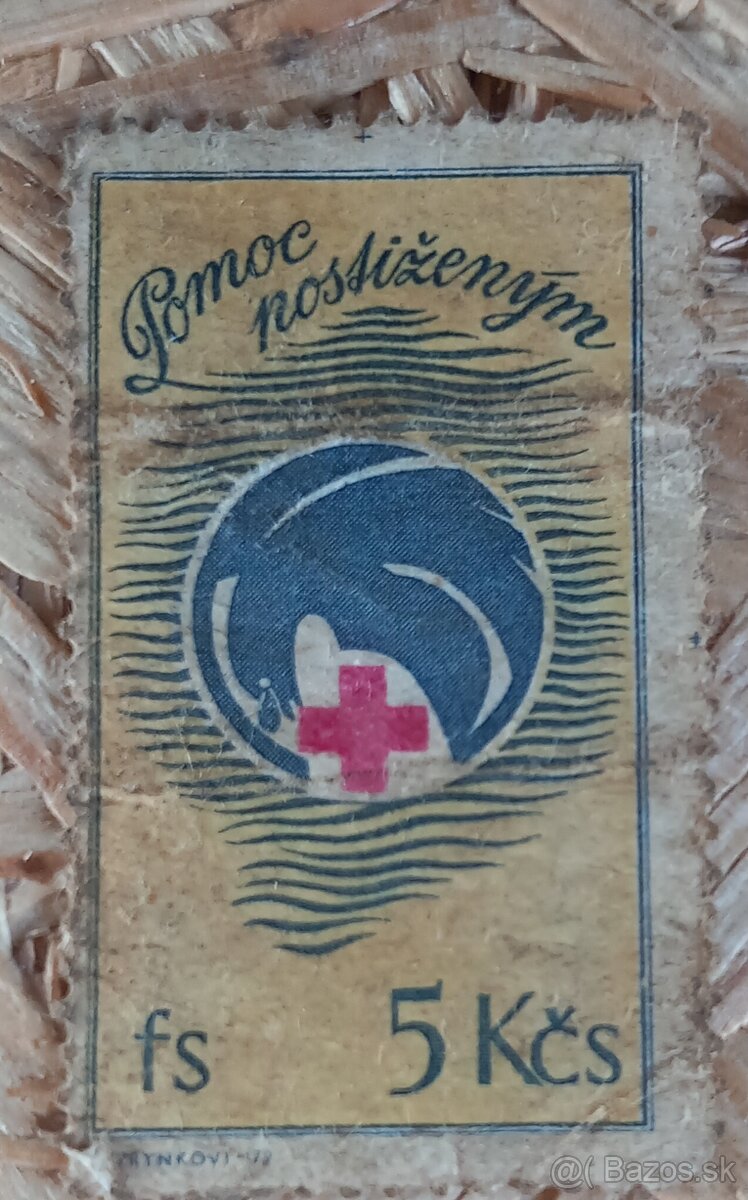 Pomoc
postiženým
fs 5 Kčs
@( Bazos.sk